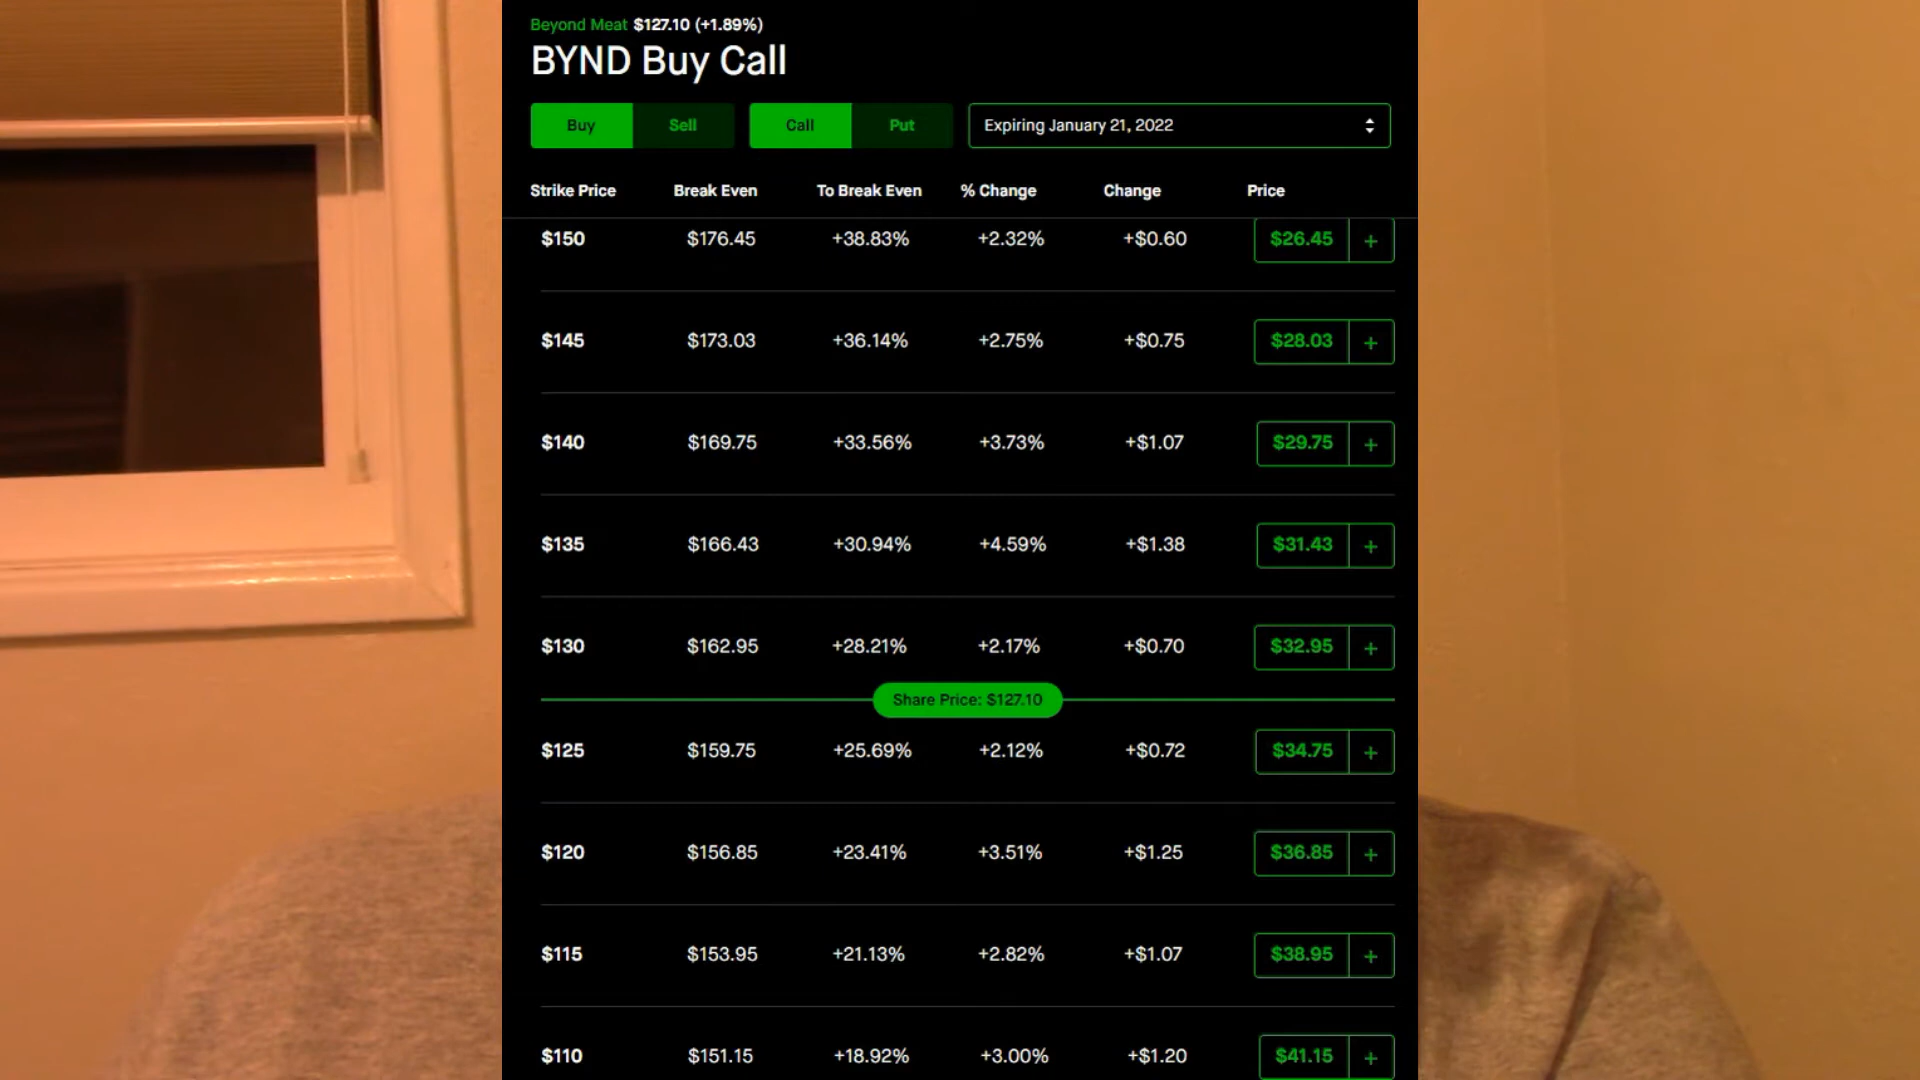 Beyond Meat $127.10 (+1.89%)
BYND Buy Call
Buy Sell Call Put Expiring January 21, 2022
Strike Price Break Even To Break Even % Change Change Price
$150 $176.45 +38.83% +2.32% +$0.60 $26.45 +
$145 $173.03 +36.14% +2.75% +$0.75 $28.03 +
$140 $169.75 +33.56% +3.73% +$1.07 $29.75 +
$135 $166.43 +30.94% +4.59% +$1.38 $31.43 +
$130 $162.95 +28.21% +2.17% +$0.70 $32.95 +
Share Price: $127.10
$125 $159.75 +25.69% +2.12% +$0.72 $34.75 +
$120 $156.85 +23.41% +3.51% +$1.25 $36.85 +
$115 $153.95 +21.13% +2.82% +$1.07 $38.95 +
$110 $151.15 +18.92% +3.00% +$1.20 $41.15 +